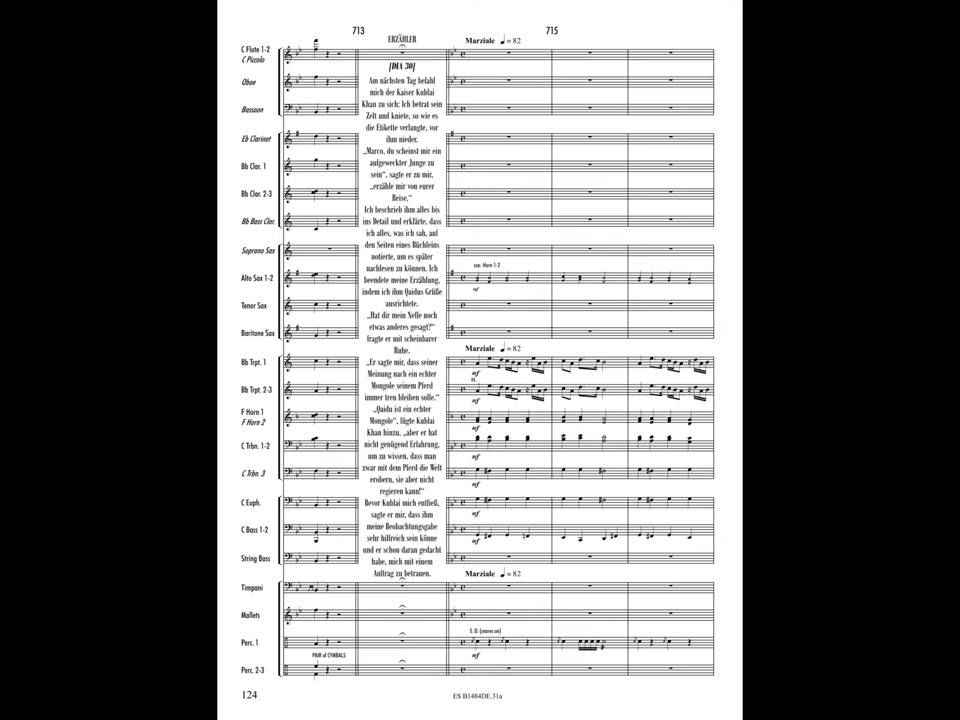 713
715
ERZÄHLER
Marziale ♩ = 82
C Flute 1-2
C Piccolo
[DIA 30]
Oboe
Am nächsten Tag befahl
mich der Kaiser Kublai
Khan zu sich: Ich betrat sein
Bassoon
Zelt und kniete, so wie es
die Etikette verlangte, vor
ihm nieder.
Eb Clarinet
„Marco, du scheinst mir ein
aufgeweckter Junge zu
Bb Clar. 1
sein“, sagte er zu mir,
„erzähle mir von eurer
Bb Clar. 2-3
Reise.“
Ich beschrieb ihm alles bis
ins Detail und erklärte, dass
Bb Bass Clar.
ich alles, was ich sah, auf
den Seiten eines Büchleins
Soprano Sax
notierte, um es später
nachlesen zu können. Ich
cue: Horn 1-2
Alto Sax 1-2
beendete meine Erzählung,
indem ich ihm Qaidus Grüße
mf
ausrichtete.
Tenor Sax
„Hat dir mein Neffe noch
etwas anderes gesagt?“
Baritone Sax
fragte er mit scheinbarer
Ruhe.
Marziale ♩ = 82
Bb Trpt. 1
„Er sagte mir, dass seiner
Meinung nach ein echter
mf
H.
Mongole seinem Pferd
Bb Trpt. 2-3
immer treu bleiben solle.“
mf
„Qaidu ist ein echter
F Horn 1
F Horn 2
Mongole“, fügte Kublai
Khan hinzu, „aber er hat
mf
C Trbn. 1-2
nicht genügend Erfahrung,
um zu wissen, dass man
mf
zwar mit dem Pferd die Welt
C Trbn. 3
erobern, sie aber nicht
mf
regieren kann!“
C Euph.
Bevor Kublai mich entließ,
sagte er mir, dass ihm
mf
C Bass 1-2
meine Beobachtungsgabe
sehr hilfreich sein könne
mf
und er schon daran gedacht
String Bass
habe, mich mit einem
Auftrag zu betrauen.
Marziale ♩ = 82
Timpani
Mallets
S. D. (snares on)
Perc. 1
mf
PAIR of CYMBALS
Perc. 2-3
124
ES B1484DE.31a